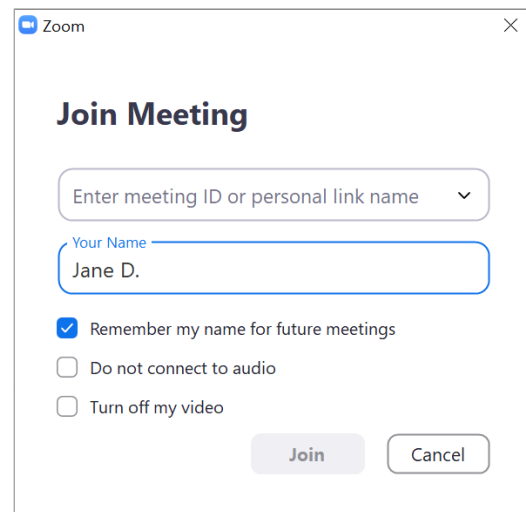 Zoom
Join Meeting
Enter meeting ID or personal link name
Your Name
Jane D.
Remember my name for future meetings
Do not connect to audio
Turn off my video
Join Cancel